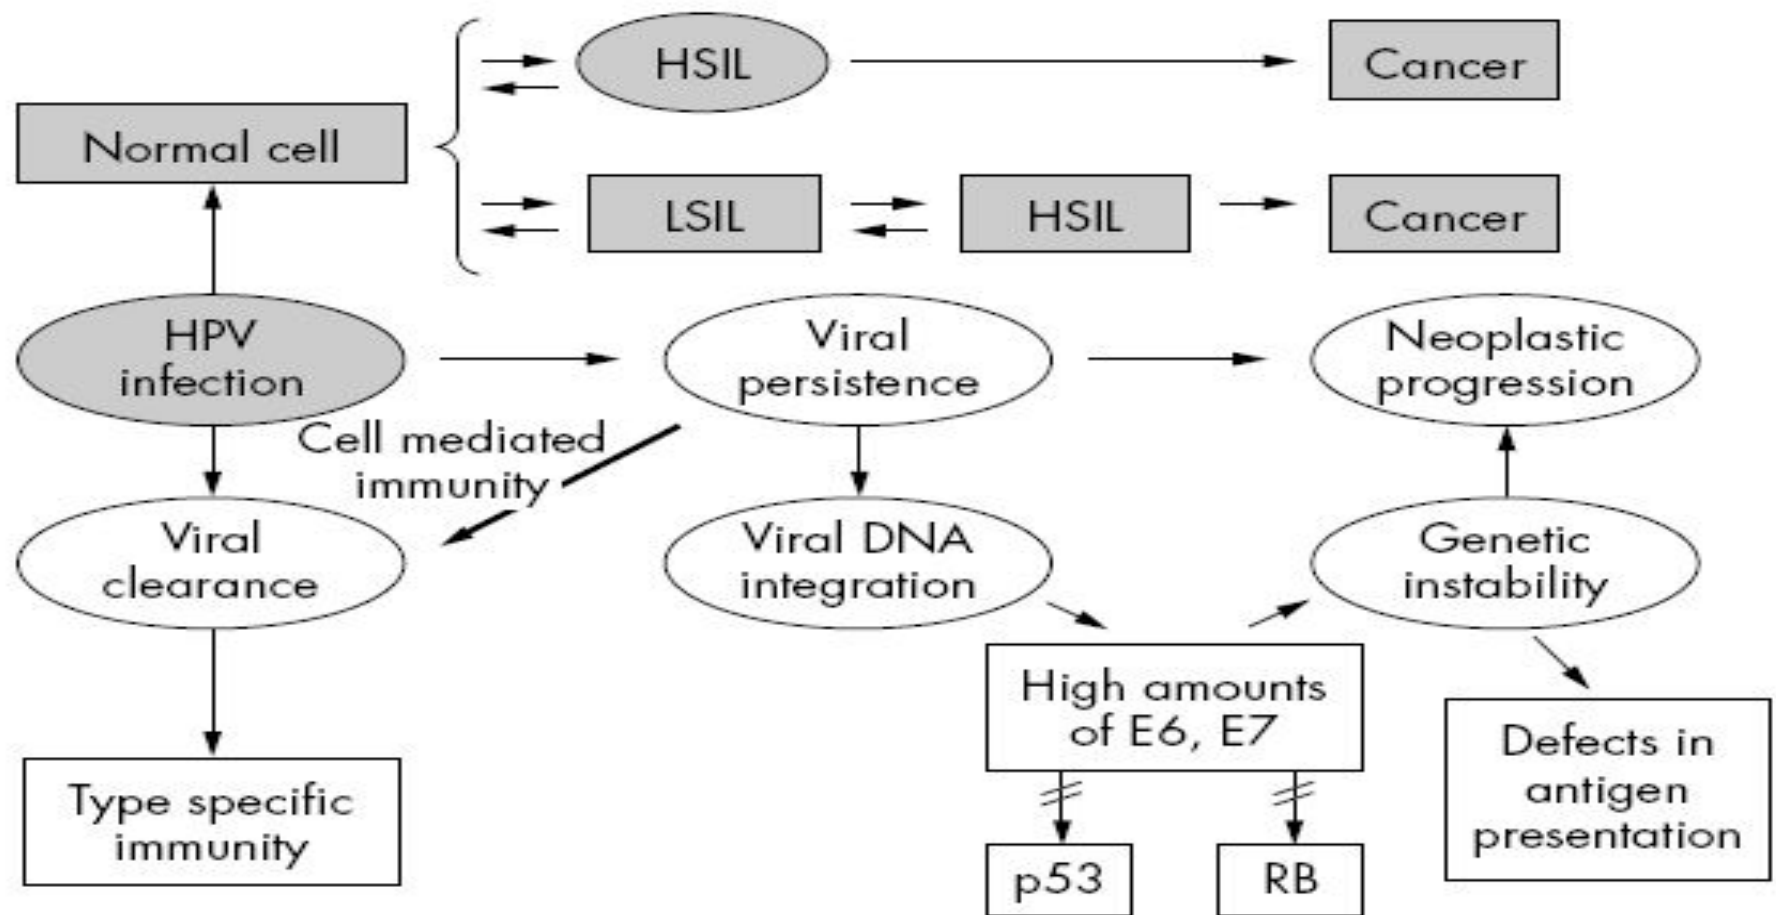 HSIL
Cancer
Normal cell
LSIL
HSIL
Cancer
HPV
infection
Viral
persistence
Neoplastic
progression
Cell mediated
immunity
Viral
clearance
Viral DNA
integration
Genetic
instability
High amounts
of E6, E7
Defects in
antigen
presentation
Type specific
immunity
p53
RB